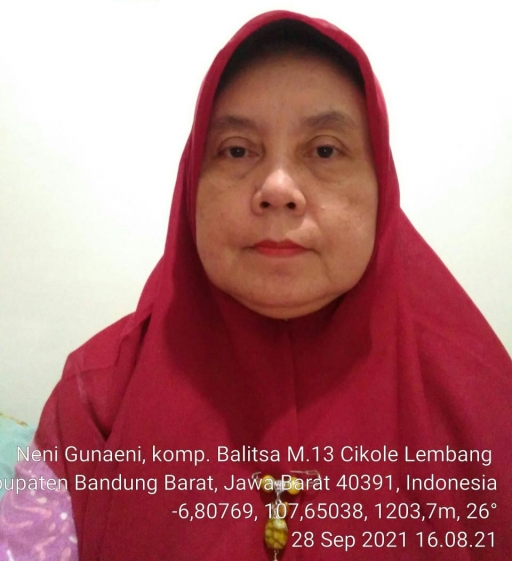 Neni Gunaeni, komp. Balitsa M.13 Cikole Lembang
Bandung Barat, Jawa Barat 40391, Indonesia
-6,80769, 107,65038, 1203,7m, 26°
28 Sep 2021 16.08.21